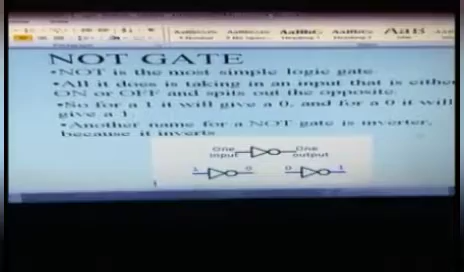 NOT GATE
•NOT is the most simple logic gate.
•All it does is taking in an input that is either
ON or OFF and spits out the opposite.
•So for a 1 it will give a 0, and for a 0 it will
give a 1.
•Another name for a NOT gate is inverter,
because it inverts
One input
One output
1 0 0 1